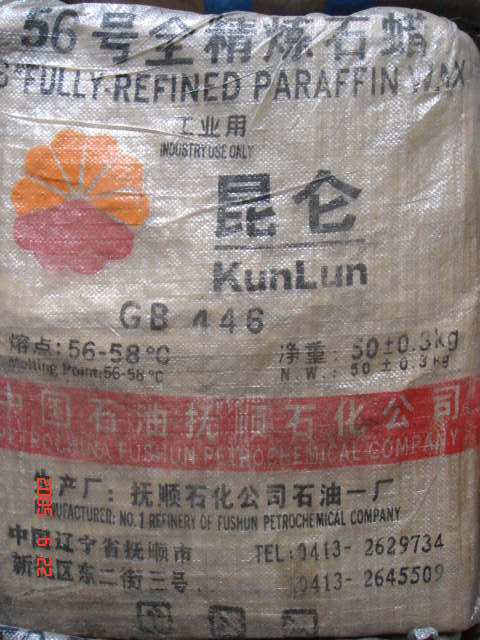 56号全精炼石蜡
6#FULLY-REFINED PARAFFIN WAX
工业用
INDUSTRY USE ONLY
昆仑
KunLun
GB 446
熔点:56-58℃
Melting Point:56-58℃
净重: 50±0.3kg
N.W.: 50±0.3kg
中国石油抚顺石化公司
PETROCHINA FUSHUN PETROCHEMICAL COMPANY
生产厂: 抚顺石化公司石油一厂
MANUFACTURER: NO.1 REFINERY OF FUSHUN PETROCHEMICAL COMPANY
中国辽宁省抚顺市
TEL:0413-2629734
区东二街三号
0413-2645509